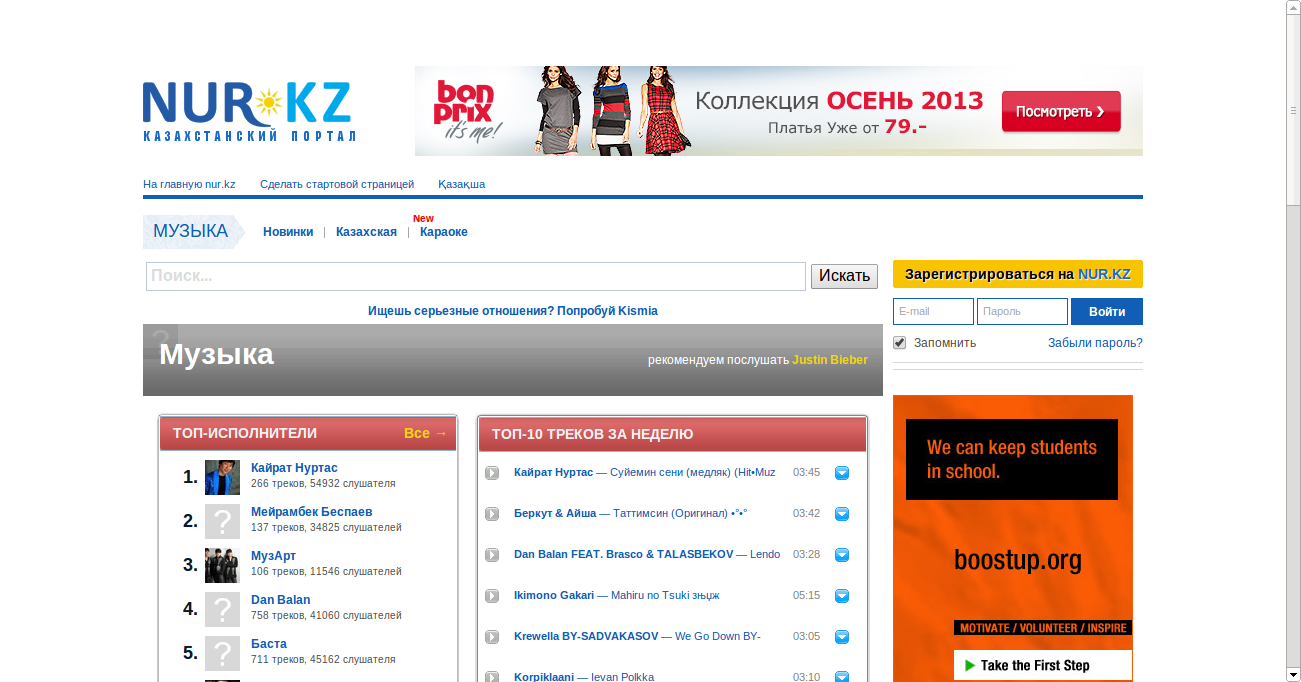 NUR KZ
КАЗАХСТАНСКИЙ ПОРТАЛ
bon prix
it's me!
Коллекция ОСЕНЬ 2013
Платья Уже от 79.-
Посмотреть ❯
На главную nur.kz Сделать стартовой страницей Қазақша
МУЗЫКА Новинки | Казахская | Караоке New
Поиск... Искать
Зарегистрироваться на NUR.KZ
E-mail Пароль Войти
Запомнить Забыли пароль?
Ищешь серьезные отношения? Попробуй Kismia
?
Музыка
рекомендуем послушать Justin Bieber
ТОП-ИСПОЛНИТЕЛИ Все →
1. Кайрат Нуртас
266 треков, 54932 слушателя
2. ? Мейрамбек Беспаев
137 треков, 34825 слушателей
3. МузАрт
106 треков, 11546 слушателей
4. ? Dan Balan
758 треков, 41060 слушателей
5. ? Баста
711 треков, 45162 слушателя
ТОП-10 ТРЕКОВ ЗА НЕДЕЛЮ
Кайрат Нуртас — Суйемин сени (медляк) (Hit•Muz 03:45
Беркут & Айша — Таттимсин (Оригинал) •°•° 03:42
Dan Balan FEAT. Brasco & TALASBEKOV — Lendo 03:28
Ikimono Gakari — Mahiru no Tsuki зњџж 05:15
Krewella BY-SADVAKASOV — We Go Down BY- 03:05
Korpiklaani — Ievan Polkka 03:10
We can keep students
in school.
boostup.org
MOTIVATE / VOLUNTEER / INSPIRE
Take the First Step